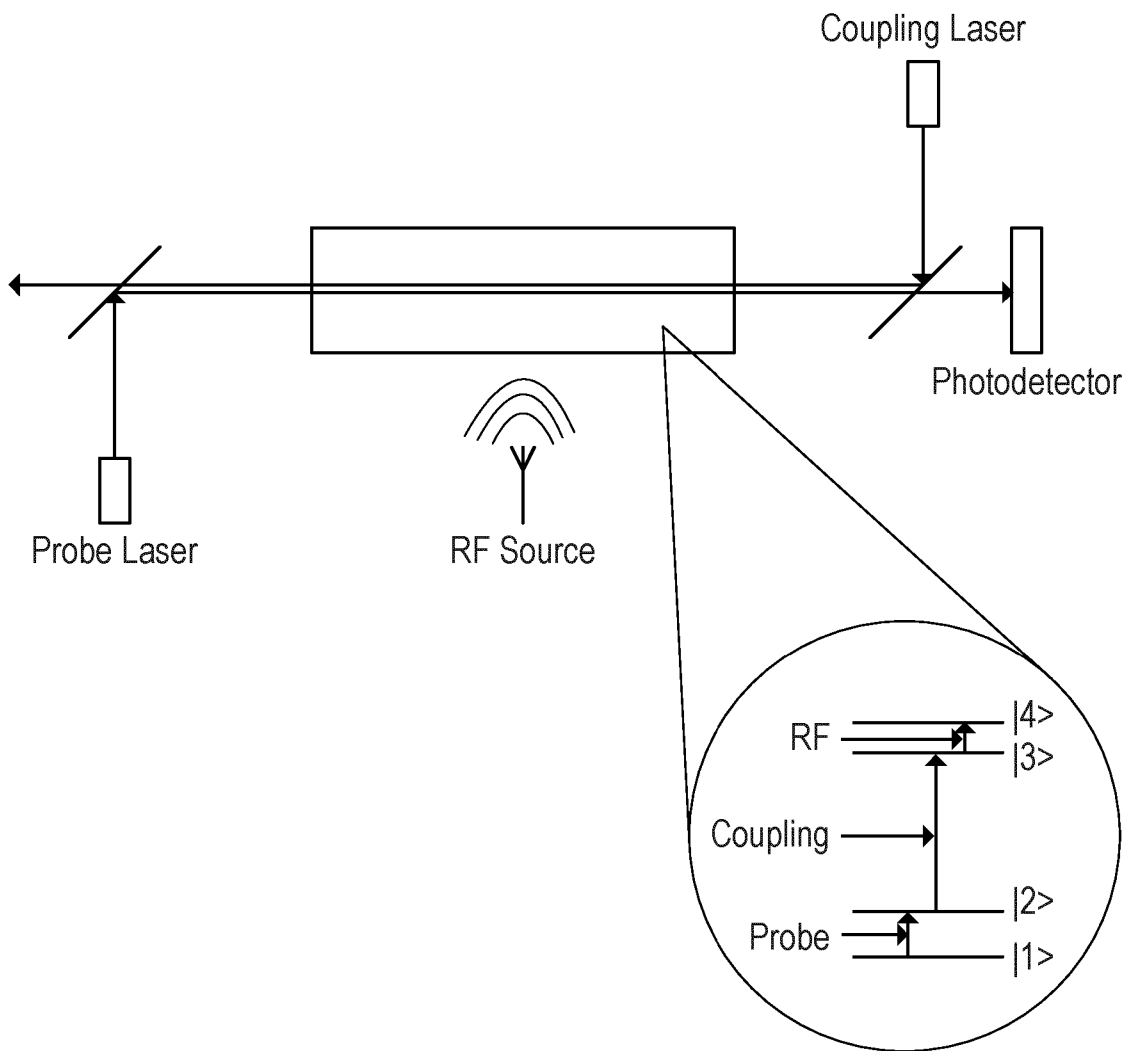 Coupling Laser
Photodetector
Probe Laser
RF Source
|4>
RF
|3>
Coupling
|2>
Probe
|1>